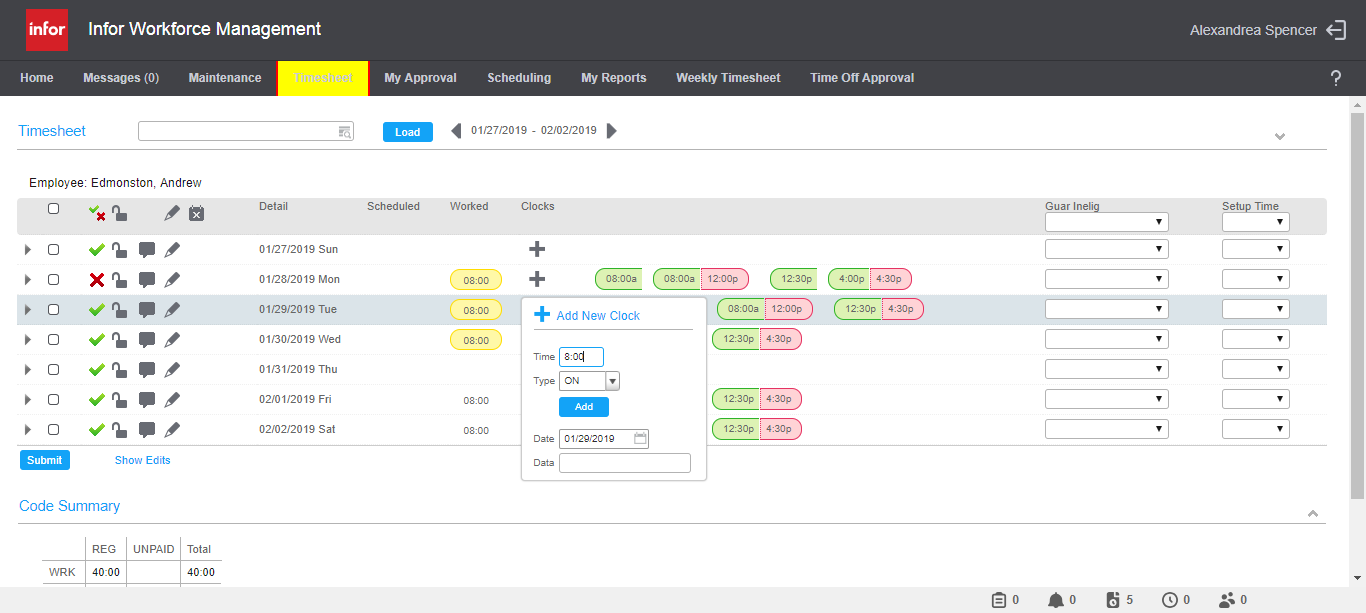 infor Infor Workforce Management Alexandrea Spencer
Home Messages (0) Maintenance Timesheet My Approval Scheduling My Reports Weekly Timesheet Time Off Approval ?
Timesheet Load 01/27/2019 - 02/02/2019
Employee: Edmonston, Andrew
Detail Scheduled Worked Clocks Guar Inelig Setup Time
01/27/2019 Sun
01/28/2019 Mon 08:00 08:00a 08:00a 12:00p 12:30p 4:00p 4:30p
01/29/2019 Tue 08:00 08:00a 12:00p 12:30p 4:30p
Add New Clock
01/30/2019 Wed 08:00 12:30p 4:30p
Time 8:00
01/31/2019 Thu
Type ON
02/01/2019 Fri 08:00 12:30p 4:30p
Add
02/02/2019 Sat 08:00 12:30p 4:30p
Date 01/29/2019
Data
Submit Show Edits
Code Summary
REG UNPAID Total
WRK 40:00 40:00
0 0 5 0 0